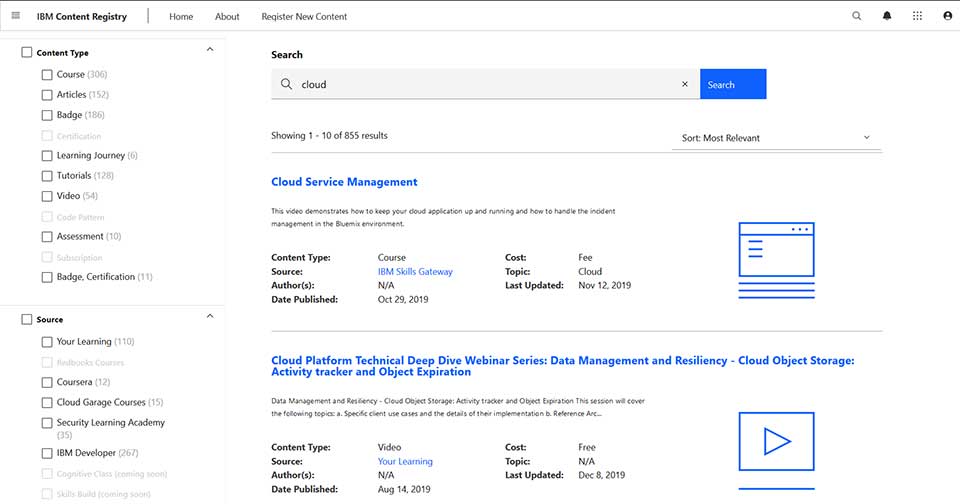 IBM Content Registry
Home
About
Register New Content
Content Type
Course (306)
Articles (152)
Badge (186)
Certification
Learning Journey (6)
Tutorials (128)
Video (54)
Code Pattern
Assessment (10)
Subscription
Badge, Certification (11)
Source
Your Learning (110)
Redbooks Courses
Coursera (12)
Cloud Garage Courses (15)
Security Learning Academy
(35)
IBM Developer (267)
Cognitive Class (coming soon)
Skills Build (coming soon)
Search
cloud
Search
Showing 1 - 10 of 855 results
Sort: Most Relevant
Cloud Service Management
This video demonstrates how to keep your cloud application up and running and how to handle the incident
management in the Bluemix environment.
Content Type: Course Cost: Fee
Source: IBM Skills Gateway Topic: Cloud
Author(s): N/A Last Updated: Nov 12, 2019
Date Published: Oct 29, 2019
Cloud Platform Technical Deep Dive Webinar Series: Data Management and Resiliency - Cloud Object Storage:
Activity tracker and Object Expiration
Data Management and Resiliency - Cloud Object Storage: Activity tracker and Object Expiration This session will cover
the following topics: a. Specific client use cases and the details of their implementation b. Reference Arc...
Content Type: Video Cost: Free
Source: Your Learning Topic: N/A
Author(s): N/A Last Updated: Dec 8, 2019
Date Published: Aug 14, 2019